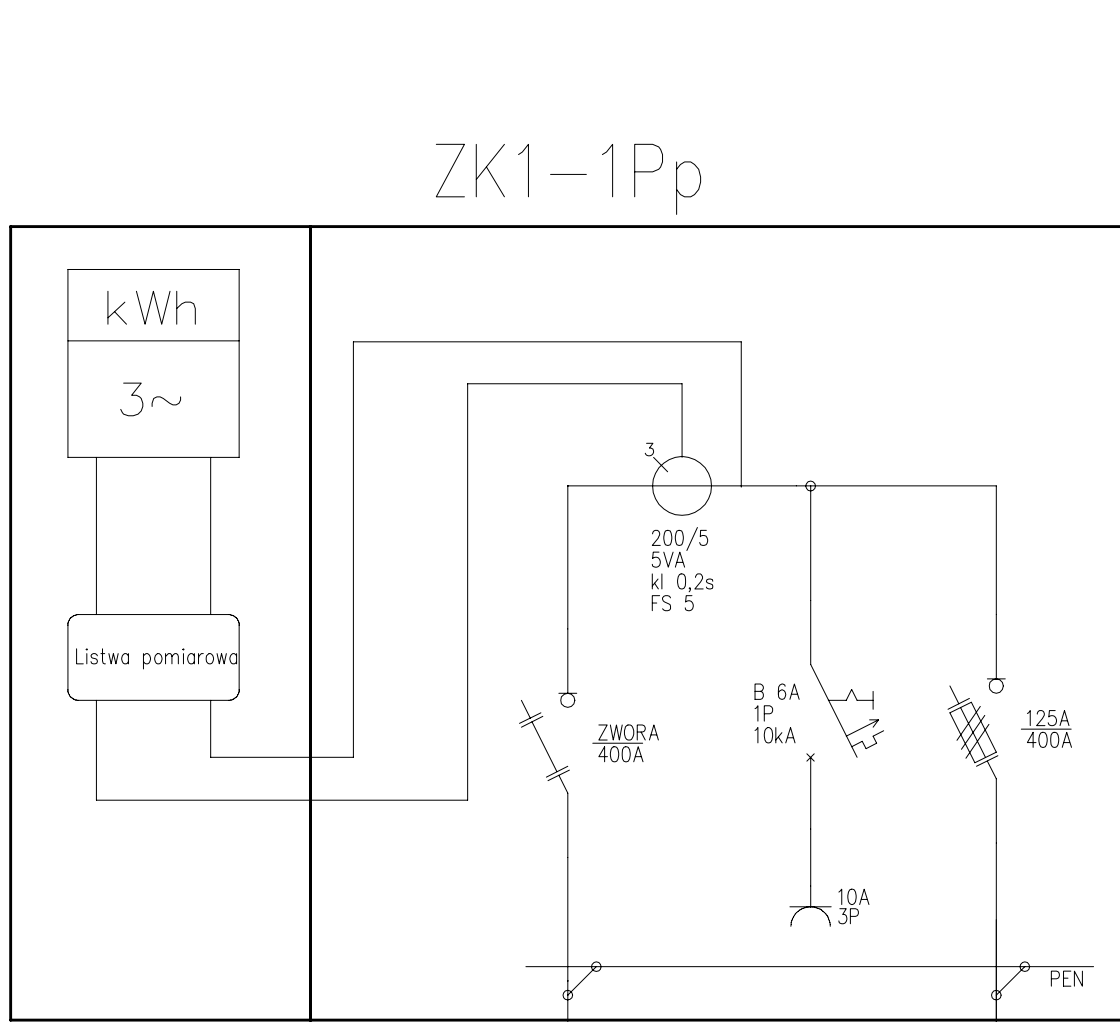 ZK1-1Pp
kWh
3~
3
200/5
5VA
kl 0,2s
FS 5
Listwa pomiarowa
B 6A
1P
10kA
ZWORA
400A
125A
400A
10A
3P
PEN